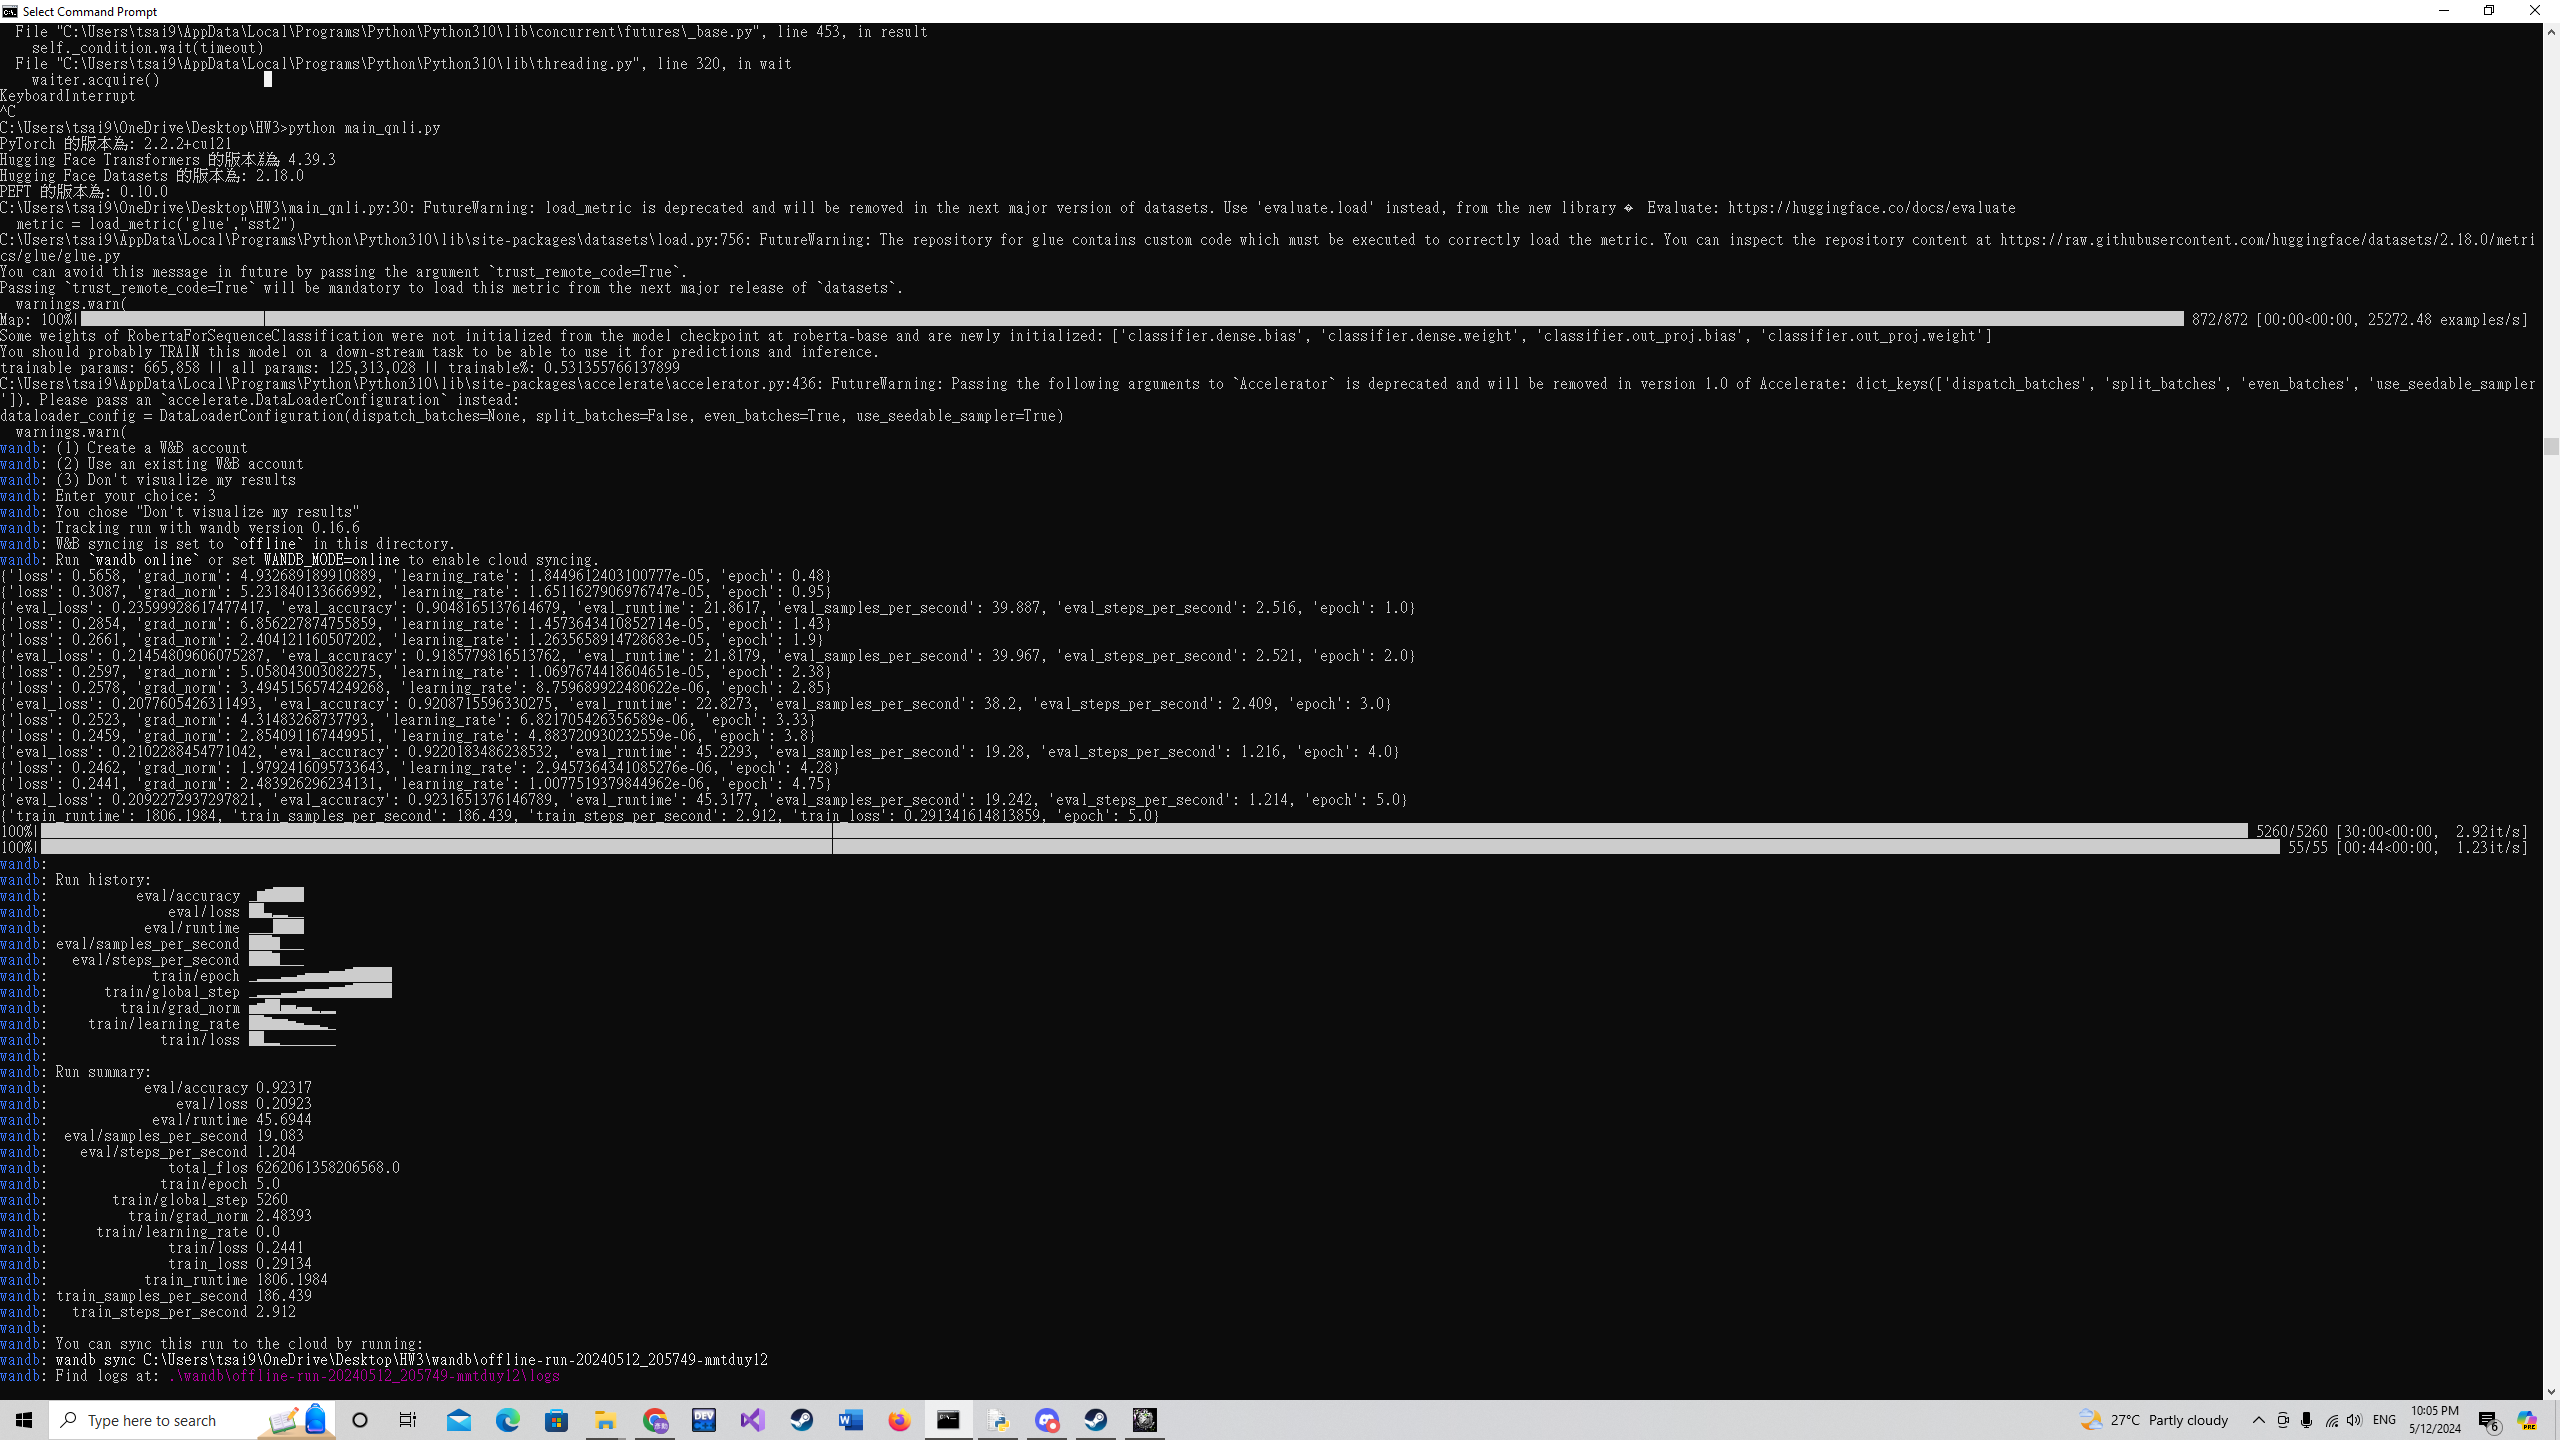 Select Command Prompt
File "C:\Users\tsai9\AppData\Local\Programs\Python\Python310\lib\concurrent\futures\_base.py", line 453, in result
self._condition.wait(timeout)
File "C:\Users\tsai9\AppData\Local\Programs\Python\Python310\lib\threading.py", line 320, in wait
waiter.acquire()
KeyboardInterrupt
^C
C:\Users\tsai9\OneDrive\Desktop\HW3>python main_qnli.py
PyTorch 的版本為: 2.2.2+cu121
Hugging Face Transformers 的版本為: 4.39.3
Hugging Face Datasets 的版本為: 2.18.0
PEFT 的版本為: 0.10.0
C:\Users\tsai9\OneDrive\Desktop\HW3\main_qnli.py:30: FutureWarning: load_metric is deprecated and will be removed in the next major version of datasets. Use 'evaluate.load' instead, from the new library � Evaluate: https://huggingface.co/docs/evaluate
metric = load_metric('glue',"sst2")
C:\Users\tsai9\AppData\Local\Programs\Python\Python310\lib\site-packages\datasets\load.py:756: FutureWarning: The repository for glue contains custom code which must be executed to correctly load the metric. You can inspect the repository content at https://raw.githubusercontent.com/huggingface/datasets/2.18.0/metri
cs/glue/glue.py
You can avoid this message in future by passing the argument `trust_remote_code=True`.
Passing `trust_remote_code=True` will be mandatory to load this metric from the next major release of `datasets`.
warnings.warn(
Map: 100%| 872/872 [00:00<00:00, 25272.48 examples/s]
Some weights of RobertaForSequenceClassification were not initialized from the model checkpoint at roberta-base and are newly initialized: ['classifier.dense.bias', 'classifier.dense.weight', 'classifier.out_proj.bias', 'classifier.out_proj.weight']
You should probably TRAIN this model on a down-stream task to be able to use it for predictions and inference.
trainable params: 665,858 || all params: 125,313,028 || trainable%: 0.531355766137899
C:\Users\tsai9\AppData\Local\Programs\Python\Python310\lib\site-packages\accelerate\accelerator.py:436: FutureWarning: Passing the following arguments to `Accelerator` is deprecated and will be removed in version 1.0 of Accelerate: dict_keys(['dispatch_batches', 'split_batches', 'even_batches', 'use_seedable_sampler
']). Please pass an `accelerate.DataLoaderConfiguration` instead:
dataloader_config = DataLoaderConfiguration(dispatch_batches=None, split_batches=False, even_batches=True, use_seedable_sampler=True)
warnings.warn(
wandb: (1) Create a W&B account
wandb: (2) Use an existing W&B account
wandb: (3) Don't visualize my results
wandb: Enter your choice: 3
wandb: You chose "Don't visualize my results"
wandb: Tracking run with wandb version 0.16.6
wandb: W&B syncing is set to `offline` in this directory.
wandb: Run `wandb online` or set WANDB_MODE=online to enable cloud syncing.
{'loss': 0.5658, 'grad_norm': 4.932689189910889, 'learning_rate': 1.8449612403100777e-05, 'epoch': 0.48}
{'loss': 0.3087, 'grad_norm': 5.231840133666992, 'learning_rate': 1.6511627906976747e-05, 'epoch': 0.95}
{'eval_loss': 0.23599928617477417, 'eval_accuracy': 0.9048165137614679, 'eval_runtime': 21.8617, 'eval_samples_per_second': 39.887, 'eval_steps_per_second': 2.516, 'epoch': 1.0}
{'loss': 0.2854, 'grad_norm': 6.856227874755859, 'learning_rate': 1.4573643410852714e-05, 'epoch': 1.43}
{'loss': 0.2661, 'grad_norm': 2.404121160507202, 'learning_rate': 1.2635658914728683e-05, 'epoch': 1.9}
{'eval_loss': 0.21454809606075287, 'eval_accuracy': 0.9185779816513762, 'eval_runtime': 21.8179, 'eval_samples_per_second': 39.967, 'eval_steps_per_second': 2.521, 'epoch': 2.0}
{'loss': 0.2597, 'grad_norm': 5.058043003082275, 'learning_rate': 1.0697674418604651e-05, 'epoch': 2.38}
{'loss': 0.2578, 'grad_norm': 3.4945156574249268, 'learning_rate': 8.759689922480622e-06, 'epoch': 2.85}
{'eval_loss': 0.2077605426311493, 'eval_accuracy': 0.9208715596330275, 'eval_runtime': 22.8273, 'eval_samples_per_second': 38.2, 'eval_steps_per_second': 2.409, 'epoch': 3.0}
{'loss': 0.2523, 'grad_norm': 4.31483268737793, 'learning_rate': 6.821705426356589e-06, 'epoch': 3.33}
{'loss': 0.2459, 'grad_norm': 2.854091167449951, 'learning_rate': 4.883720930232559e-06, 'epoch': 3.8}
{'eval_loss': 0.2102288454771042, 'eval_accuracy': 0.9220183486238532, 'eval_runtime': 45.2293, 'eval_samples_per_second': 19.28, 'eval_steps_per_second': 1.216, 'epoch': 4.0}
{'loss': 0.2462, 'grad_norm': 1.9792416095733643, 'learning_rate': 2.9457364341085276e-06, 'epoch': 4.28}
{'loss': 0.2441, 'grad_norm': 2.483926296234131, 'learning_rate': 1.0077519379844962e-06, 'epoch': 4.75}
{'eval_loss': 0.2092272937297821, 'eval_accuracy': 0.9231651376146789, 'eval_runtime': 45.3177, 'eval_samples_per_second': 19.242, 'eval_steps_per_second': 1.214, 'epoch': 5.0}
{'train_runtime': 1806.1984, 'train_samples_per_second': 186.439, 'train_steps_per_second': 2.912, 'train_loss': 0.291341614813859, 'epoch': 5.0}
100%| 5260/5260 [30:00<00:00, 2.92it/s]
100%| 55/55 [00:44<00:00, 1.23it/s]
wandb:
wandb: Run history:
wandb: eval/accuracy
wandb: eval/loss
wandb: eval/runtime
wandb: eval/samples_per_second
wandb: eval/steps_per_second
wandb: train/epoch
wandb: train/global_step
wandb: train/grad_norm
wandb: train/learning_rate
wandb: train/loss
wandb:
wandb: Run summary:
wandb: eval/accuracy 0.92317
wandb: eval/loss 0.20923
wandb: eval/runtime 45.6944
wandb: eval/samples_per_second 19.083
wandb: eval/steps_per_second 1.204
wandb: total_flos 6262061358206568.0
wandb: train/epoch 5.0
wandb: train/global_step 5260
wandb: train/grad_norm 2.48393
wandb: train/learning_rate 0.0
wandb: train/loss 0.2441
wandb: train_loss 0.29134
wandb: train_runtime 1806.1984
wandb: train_samples_per_second 186.439
wandb: train_steps_per_second 2.912
wandb:
wandb: You can sync this run to the cloud by running:
wandb: wandb sync C:\Users\tsai9\OneDrive\Desktop\HW3\wandb\offline-run-20240512_205749-mmtduy12
wandb: Find logs at: .\wandb\offline-run-20240512_205749-mmtduy12\logs
Type here to search
27°C Partly cloudy
ENG
10:05 PM
5/12/2024
6